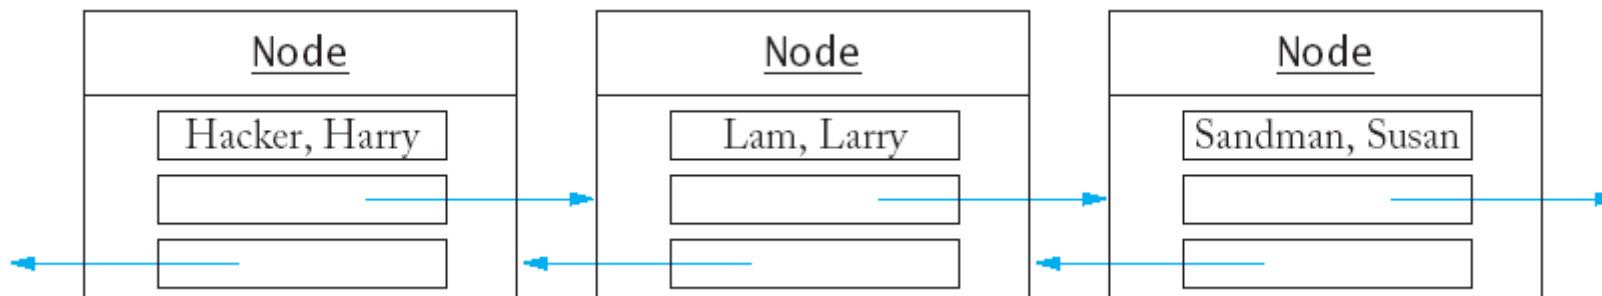 Node
Hacker, Harry
Node
Lam, Larry
Node
Sandman, Susan